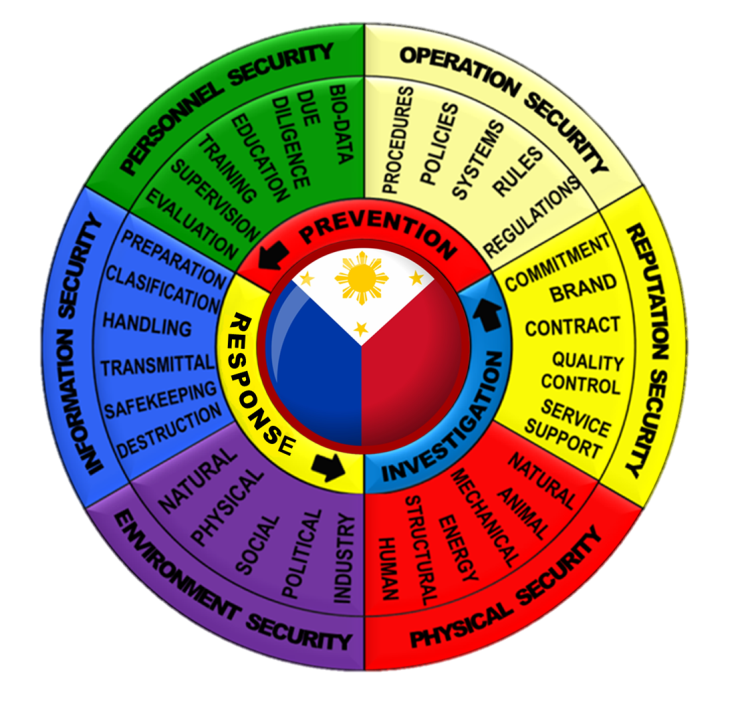 PERSONNEL SECURITY
BIO-DATA
DUE
DILIGENCE
EDUCATION
TRAINING
SUPERVISION
EVALUATION
OPERATION SECURITY
PROCEDURES
POLICIES
SYSTEMS
RULES
REGULATIONS
REPUTATION SECURITY
COMMITMENT
BRAND
CONTRACT
QUALITY
CONTROL
SERVICE
SUPPORT
PHYSICAL SECURITY
NATURAL
ANIMAL
MECHANICAL
ENERGY
STRUCTURAL
HUMAN
ENVIRONMENT SECURITY
NATURAL
PHYSICAL
SOCIAL
POLITICAL
INDUSTRY
INFORMATION SECURITY
PREPARATION
CLASIFICATION
HANDLING
TRANSMITTAL
SAFEKEEPING
DESTRUCTION
PREVENTION
RESPONSE
INVESTIGATION